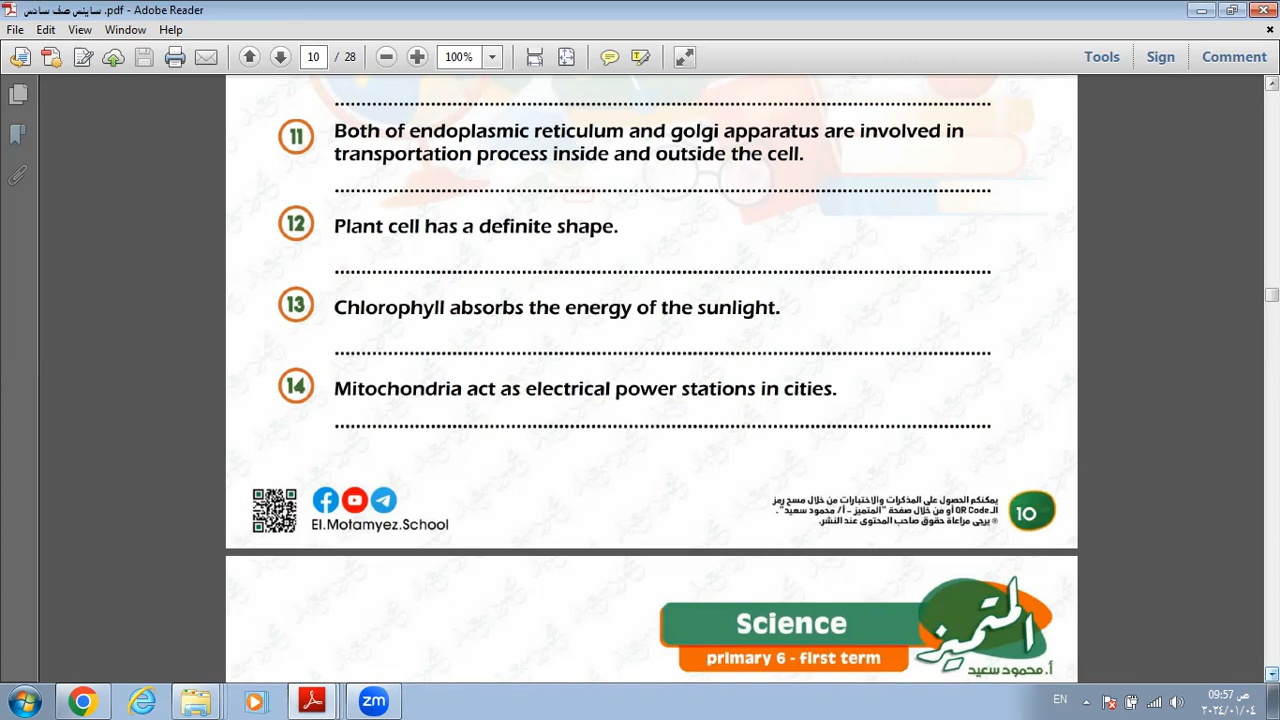 ساينس صف سادس .pdf - Adobe Reader
File Edit View Window Help
10 / 28 100% Tools Sign Comment
11 Both of endoplasmic reticulum and golgi apparatus are involved in
transportation process inside and outside the cell.
12 Plant cell has a definite shape.
13 Chlorophyll absorbs the energy of the sunlight.
14 Mitochondria act as electrical power stations in cities.
El.Motamyez.School
يمكنكم الحصول على المذكرات والاختبارات من خلال مسح رمز
الـ QR Code أو من خلال صفحة "المتميز - أ/ محمود سعيد".
® يرجى مراعاة حقوق صاحب المحتوى عند النشر.
10
Science
primary 6 - first term
المتميز
أ. محمود سعيد
zm
EN
09:57 ص
٢٠٢٤/٠١/٠٤